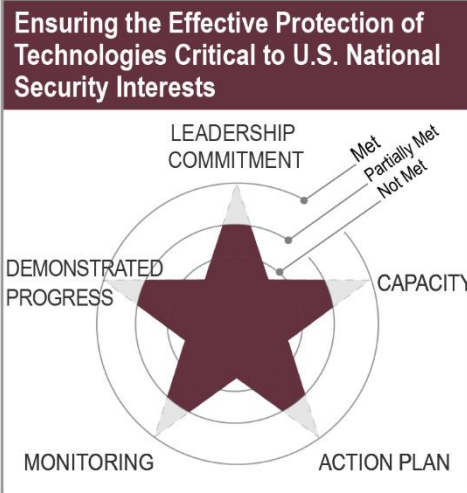 Ensuring the Effective Protection of
Technologies Critical to U.S. National
Security Interests
LEADERSHIP
COMMITMENT
Met
Partially Met
Not Met
DEMONSTRATED
PROGRESS
CAPACITY
MONITORING
ACTION PLAN